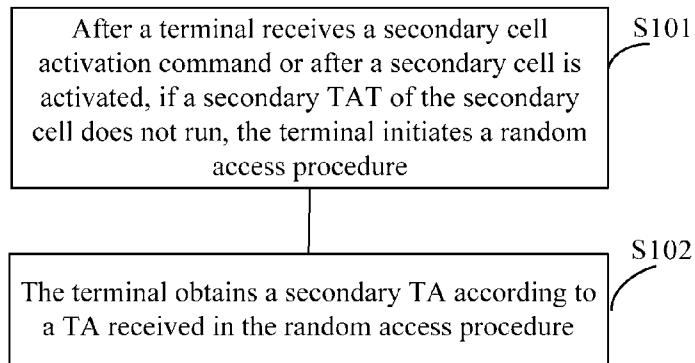 After a terminal receives a secondary cell
S101
activation command or after a secondary cell is
activated, if a secondary TAT of the secondary
cell does not run, the terminal initiates a random
access procedure
S102
The terminal obtains a secondary TA according to
a TA received in the random access procedure